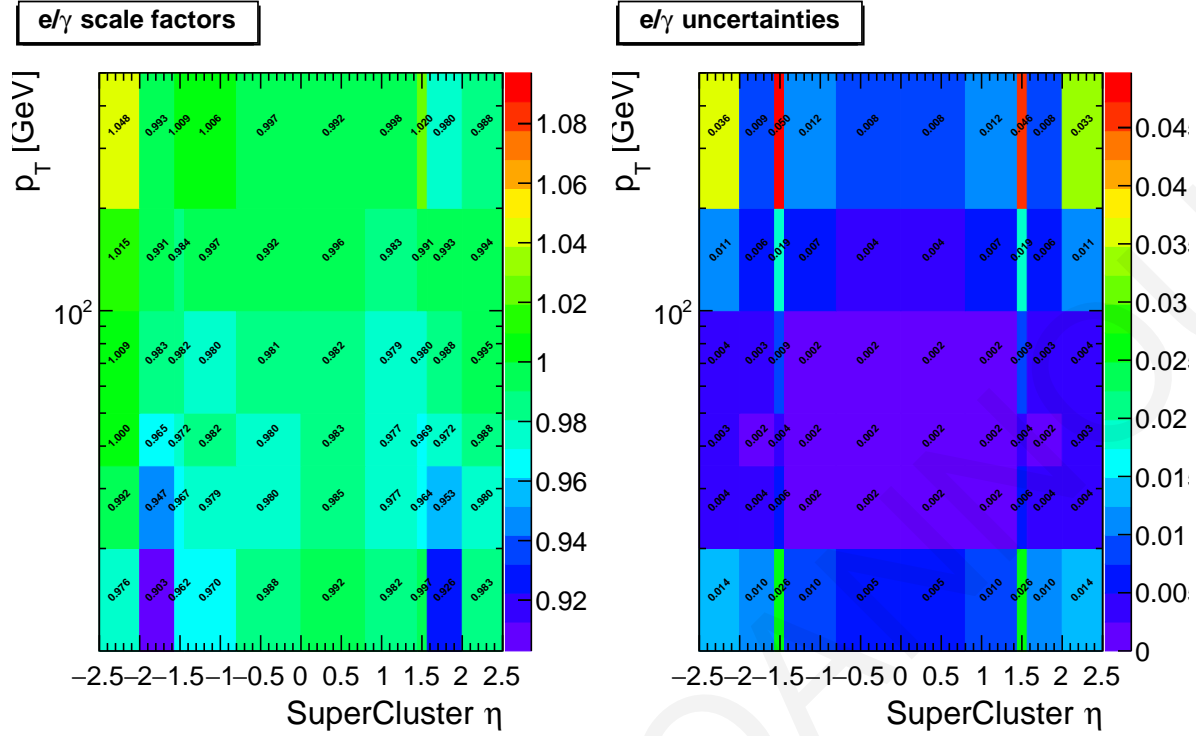 e/γ scale factors
p_T [GeV]
1.048 0.993 1.009 1.006 0.997 0.992 0.998 1.020 0.980 0.988
1.015 0.991 0.984 0.997 0.992 0.996 0.983 0.991 0.993 0.994
1.009 0.983 0.982 0.980 0.981 0.982 0.979 0.980 0.988 0.995
1.000 0.965 0.972 0.982 0.980 0.983 0.977 0.969 0.972 0.988
0.992 0.947 0.967 0.979 0.980 0.985 0.977 0.964 0.953 0.980
0.976 0.903 0.962 0.970 0.988 0.992 0.982 0.997 0.926 0.983
10²
1.08
1.06
1.04
1.02
1
0.98
0.96
0.94
0.92
−2.5 −2 −1.5 −1 −0.5 0 0.5 1 1.5 2 2.5
SuperCluster η
e/γ uncertainties
p_T [GeV]
0.036 0.009 0.050 0.012 0.008 0.008 0.012 0.046 0.008 0.033
0.011 0.006 0.019 0.007 0.004 0.004 0.007 0.019 0.006 0.011
0.004 0.003 0.009 0.002 0.002 0.002 0.002 0.009 0.003 0.004
0.003 0.002 0.004 0.002 0.002 0.002 0.002 0.004 0.002 0.003
0.004 0.004 0.006 0.002 0.002 0.002 0.002 0.006 0.004 0.004
0.014 0.010 0.026 0.010 0.005 0.005 0.010 0.026 0.010 0.014
10²
0.045
0.04
0.035
0.03
0.025
0.02
0.015
0.01
0.005
0
−2.5 −2 −1.5 −1 −0.5 0 0.5 1 1.5 2 2.5
SuperCluster η